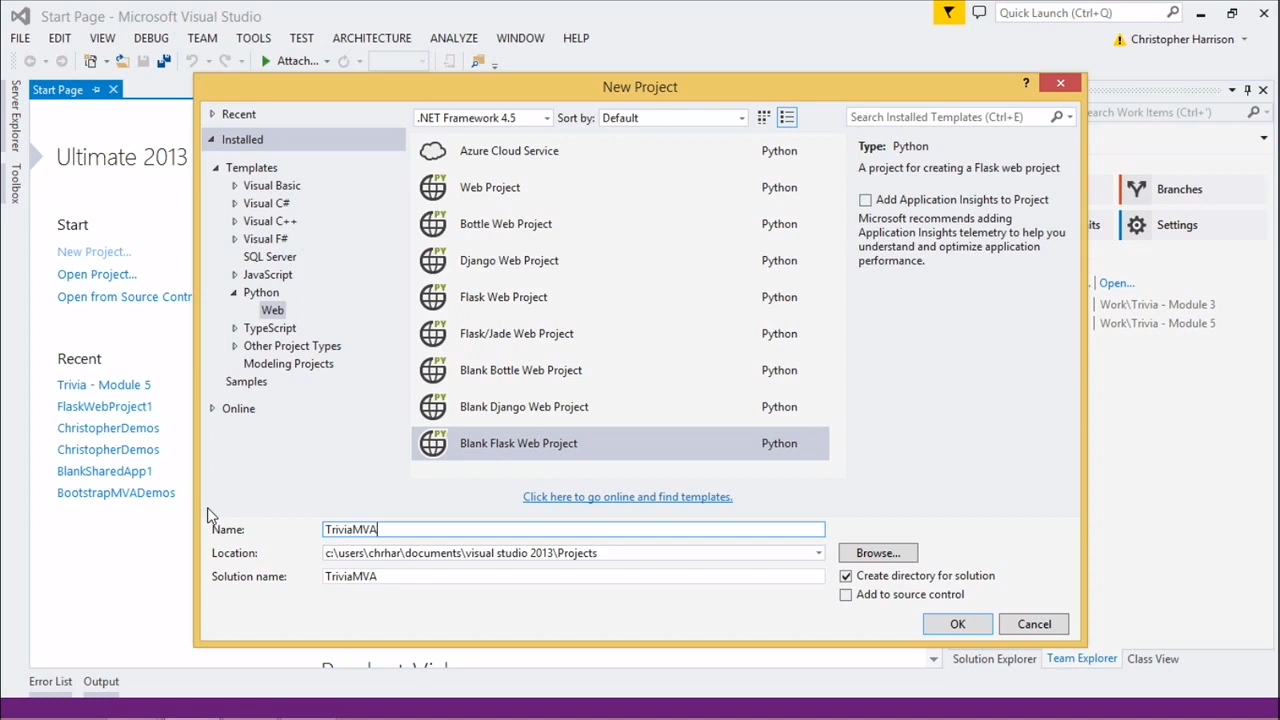 Start Page - Microsoft Visual Studio
Quick Launch (Ctrl+Q)
FILE EDIT VIEW DEBUG TEAM TOOLS TEST ARCHITECTURE ANALYZE WINDOW HELP
Christopher Harrison
Attach...
Server Explorer
Toolbox
Start Page
Ultimate 2013
Start
New Project...
Open Project...
Open from Source Contr
Recent
Trivia - Module 5
FlaskWebProject1
ChristopherDemos
ChristopherDemos
BlankSharedApp1
BootstrapMVADemos
New Project
?
Recent
Installed
Templates
Visual Basic
Visual C#
Visual C++
Visual F#
SQL Server
JavaScript
Python
Web
TypeScript
Other Project Types
Modeling Projects
Samples
Online
.NET Framework 4.5 Sort by: Default
Azure Cloud Service Python
Web Project Python
Bottle Web Project Python
Django Web Project Python
Flask Web Project Python
Flask/Jade Web Project Python
Blank Bottle Web Project Python
Blank Django Web Project Python
Blank Flask Web Project Python
Click here to go online and find templates.
Search Installed Templates (Ctrl+E)
Type: Python
A project for creating a Flask web project
Add Application Insights to Project
Microsoft recommends adding
Application Insights telemetry to help you
understand and optimize application
performance.
Name: TriviaMVA
Location: c:\users\chrhar\documents\visual studio 2013\Projects Browse...
Solution name: TriviaMVA
Create directory for solution
Add to source control
OK Cancel
earch Work Items (Ctrl+')
Branches
its Settings
Open...
Work\Trivia - Module 3
Work\Trivia - Module 5
Solution Explorer Team Explorer Class View
Error List Output